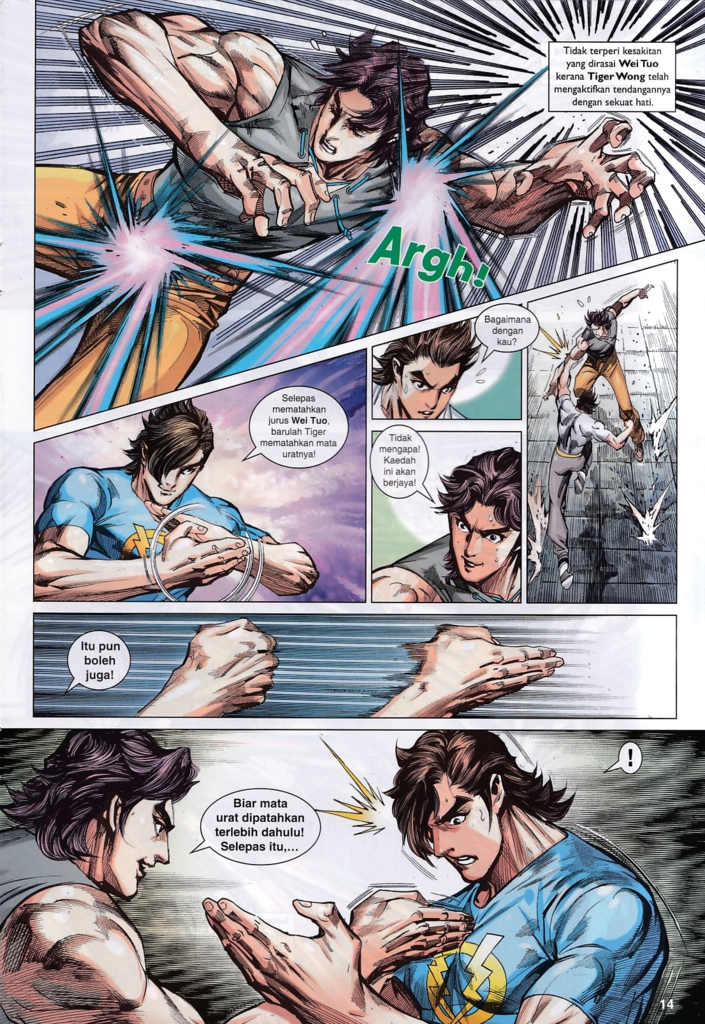 Tidak terperi kesakitan
yang dirasai Wei Tuo
kerana Tiger Wong telah
mengaktifkan tendangannya
dengan sekuat hati.
Argh!
Bagaimana
dengan
kau?
Selepas
mematahkan
jurus Wei Tuo,
barulah Tiger
mematahkan mata
uratnya!
Tidak
mengapa!
Kaedah
ini akan
berjaya!
Itu pun
boleh
juga!
!
Biar mata
urat dipatahkan
terlebih dahulu!
Selepas itu,...
14